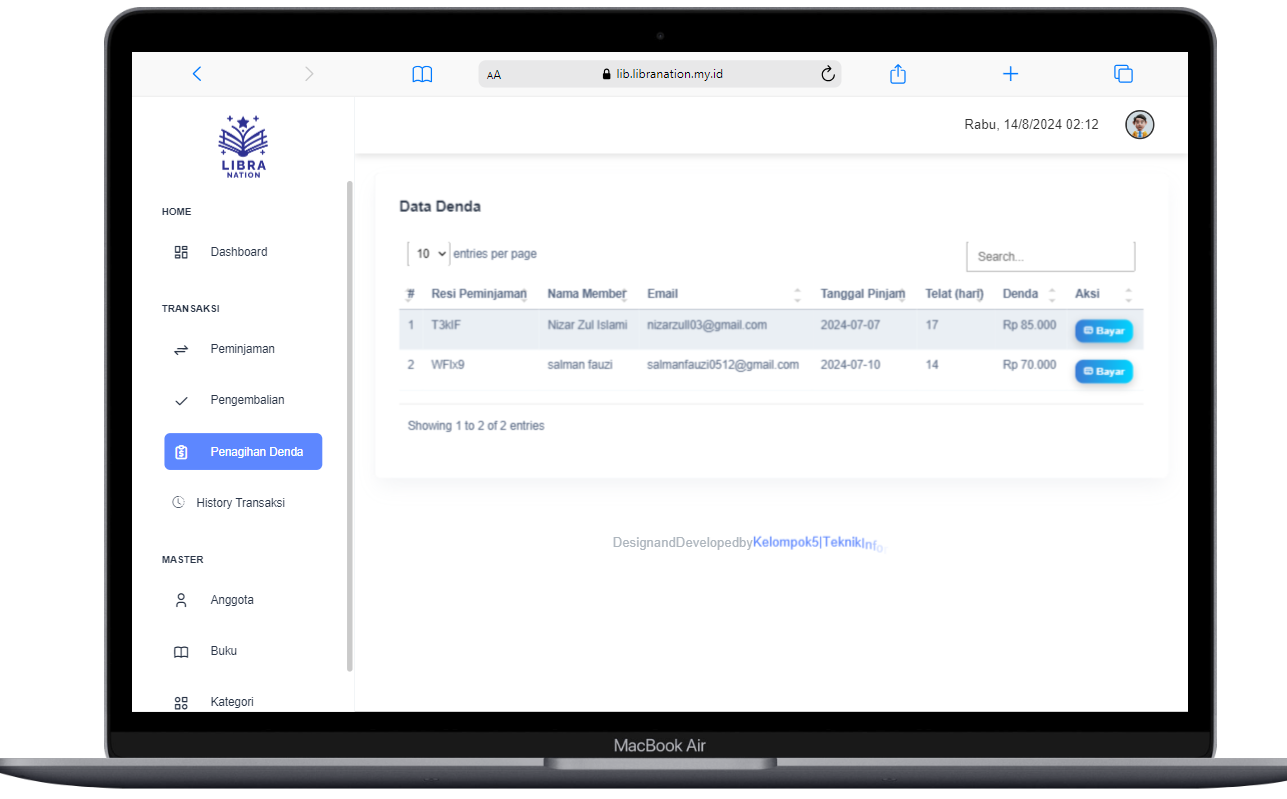 AA lib.libranation.my.id
Rabu, 14/8/2024 02:12
LIBRA
NATION
HOME
Dashboard
TRANSAKSI
Peminjaman
Pengembalian
Penagihan Denda
History Transaksi
MASTER
Anggota
Buku
Kategori
Data Denda
10 entries per page
Search...
# Resi Peminjaman Nama Member Email Tanggal Pinjam Telat (hari) Denda Aksi
1 Nizar Zul Islami nizarzull03@gmail.com 2024-07-07 17 Rp 85.000 Bayar
2 salman fauzi salmanfauzi0512@gmail.com 2024-07-10 14 Rp 70.000 Bayar
Showing 1 to 2 of 2 entries
DesignandDevelopedbyKelompok5|TeknikInfo
MacBook Air